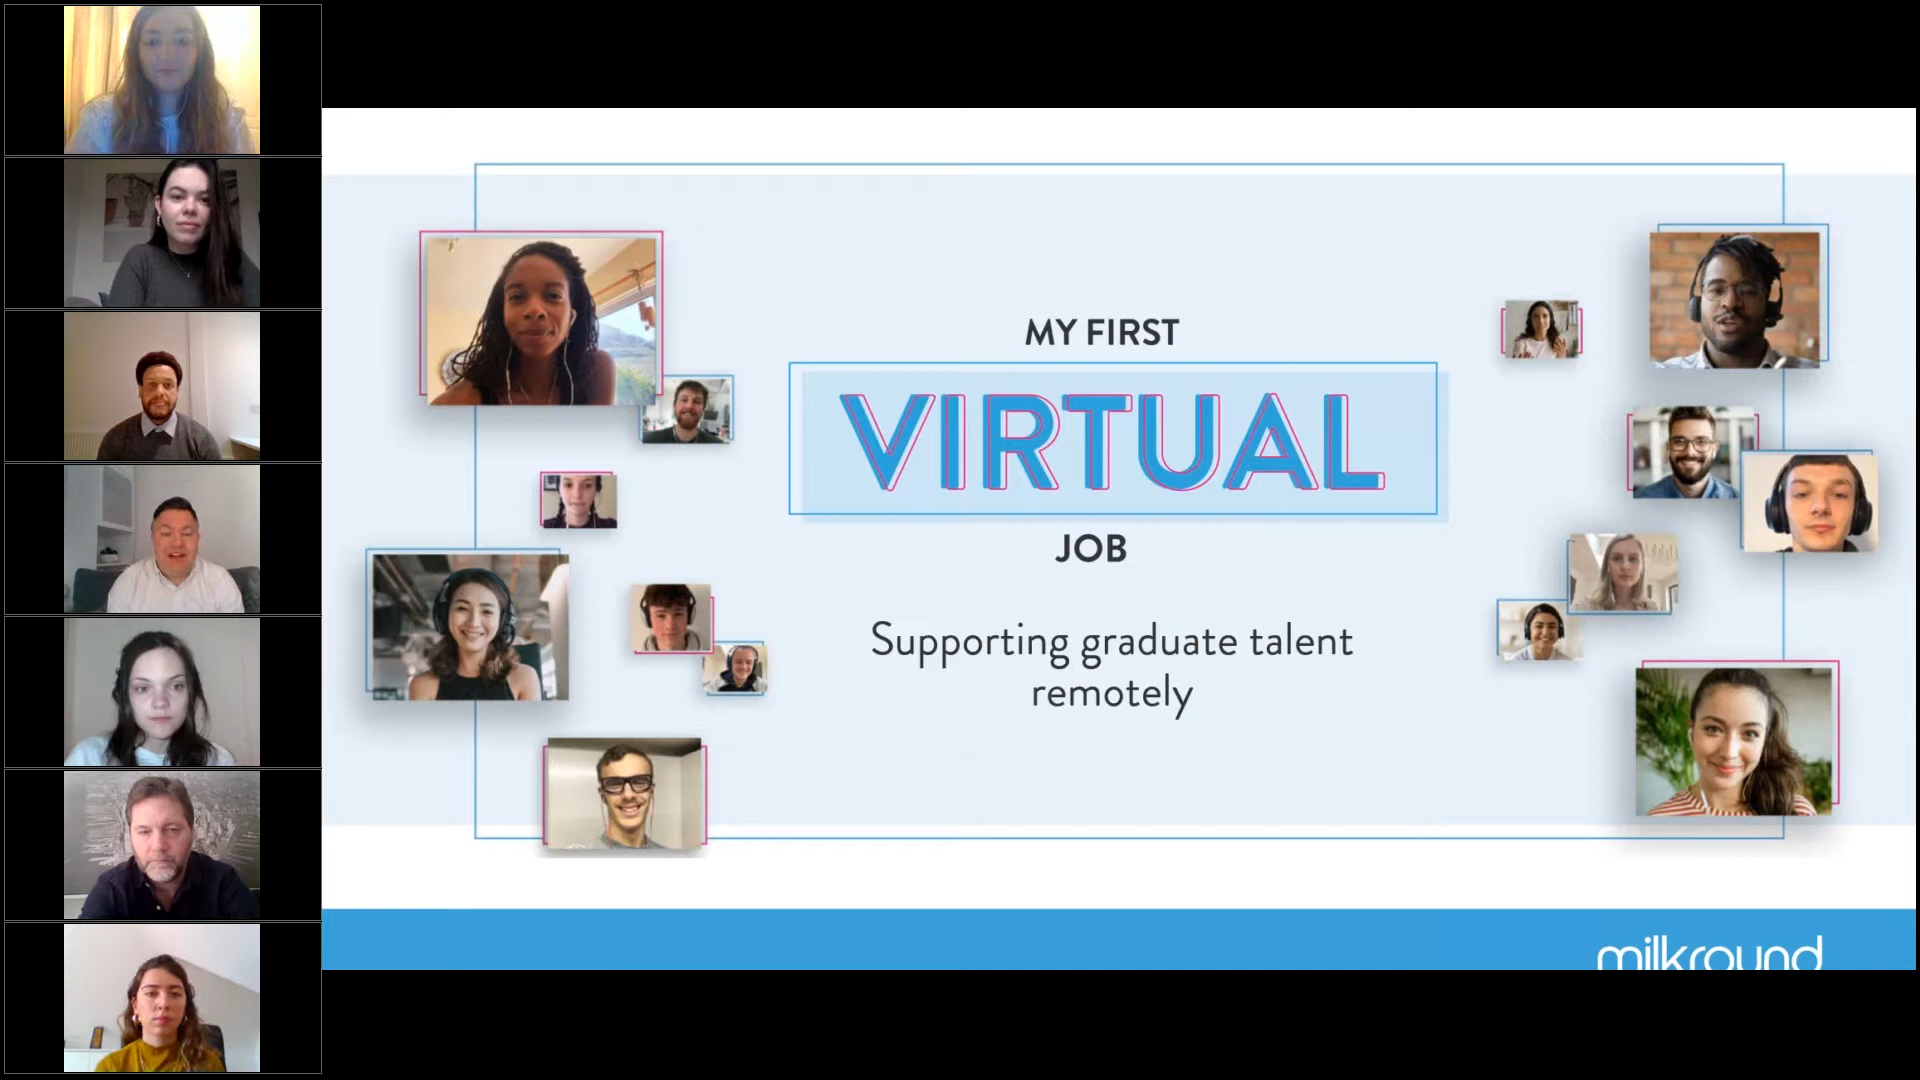 MY FIRST
VIRTUAL
JOB
Supporting graduate talent
remotely
milkround